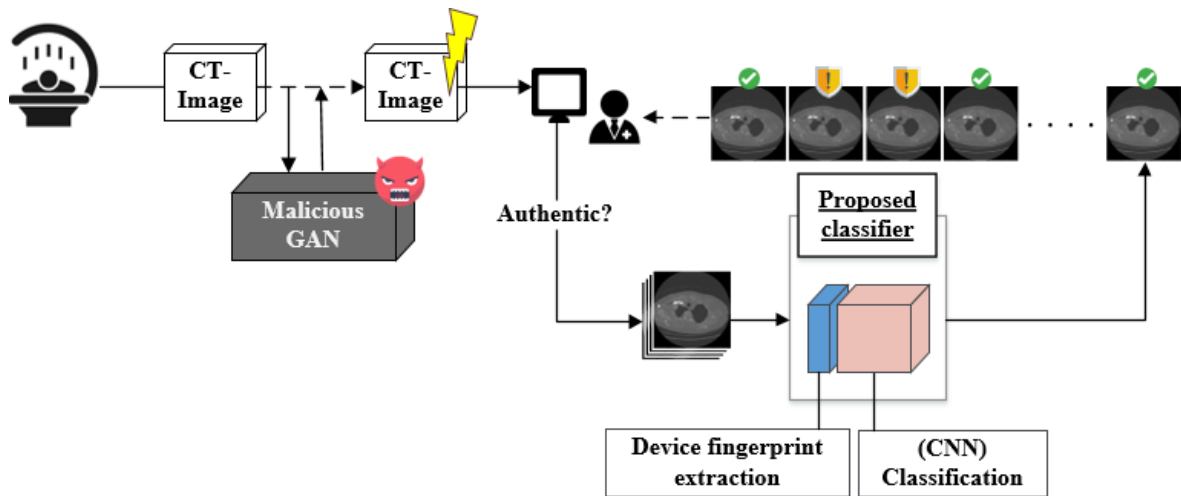 CT-
Image
CT-
Image
Malicious
GAN
Authentic?
Proposed
classifier
Device fingerprint
extraction
(CNN)
Classification